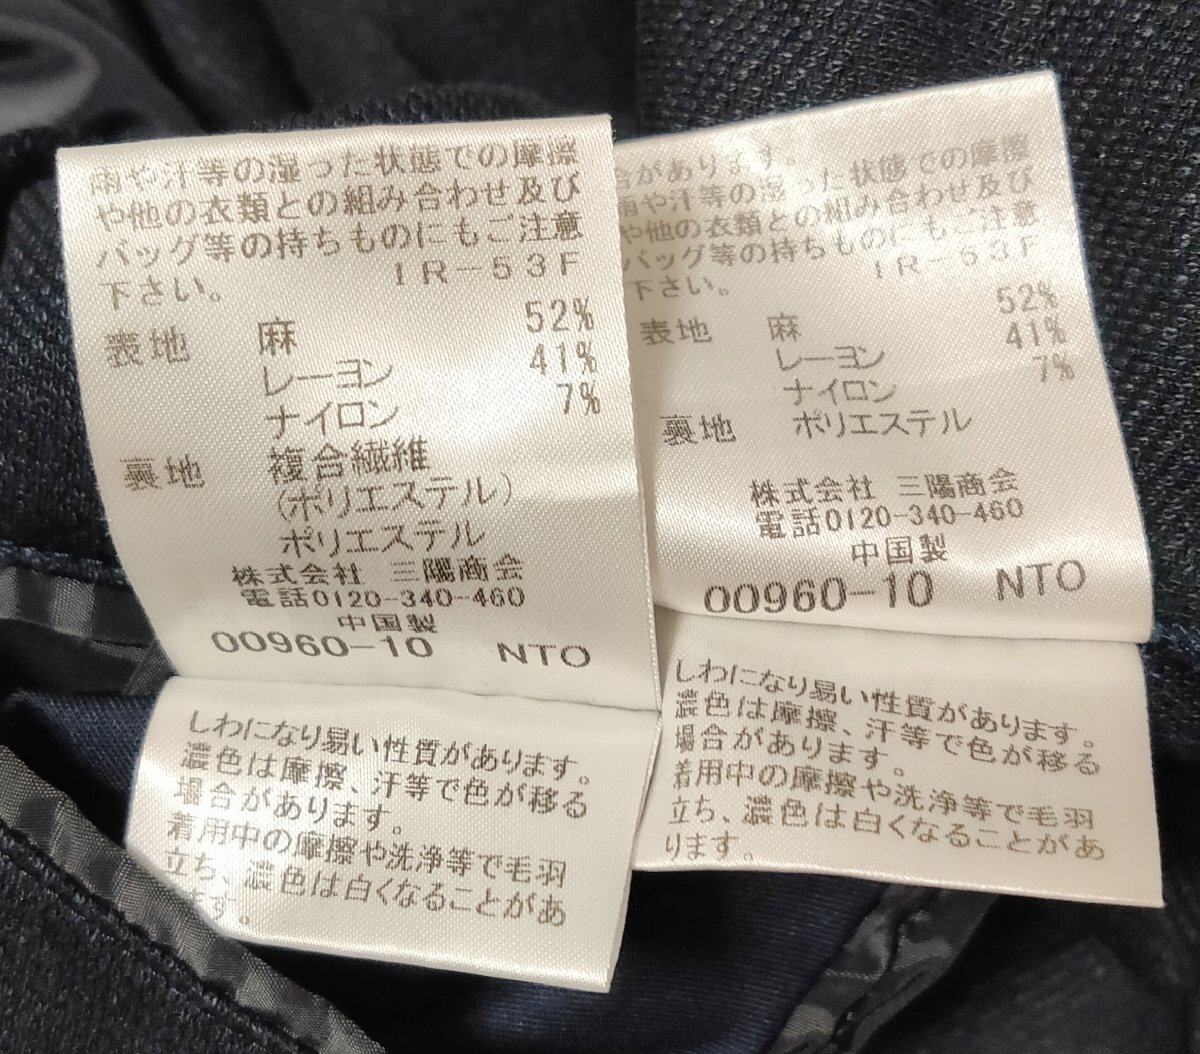 雨や汗等の湿った状態での摩擦
や他の衣類との組み合わせ及び
バッグ等の持ちものにもご注意
下さい。
IR-53F
表地 麻 52%
レーヨン 41%
ナイロン 7%
裏地 複合繊維
(ポリエステル)
ポリエステル
株式会社 三陽商会
電話0120-340-460
中国製
00960-10 NTO
しわになり易い性質があります。
濃色は摩擦、汗等で色が移る
場合があります。
着用中の摩擦や洗浄等で毛羽
立ち、濃色は白くなることがあ
す。
合があります。
雨や汗等の湿った状態での摩擦
や他の衣類との組み合わせ及び
バッグ等の持ちものにもご注意
下さい。
IR-53F
表地 麻 52%
レーヨン 41%
ナイロン 7%
裏地 ポリエステル
株式会社 三陽商会
電話0120-340-460
中国製
00960-10 NTO
しわになり易い性質があります。
濃色は摩擦、汗等で色が移る
場合があります。
着用中の摩擦や洗浄等で毛羽
立ち、濃色は白くなることがあ
ります。